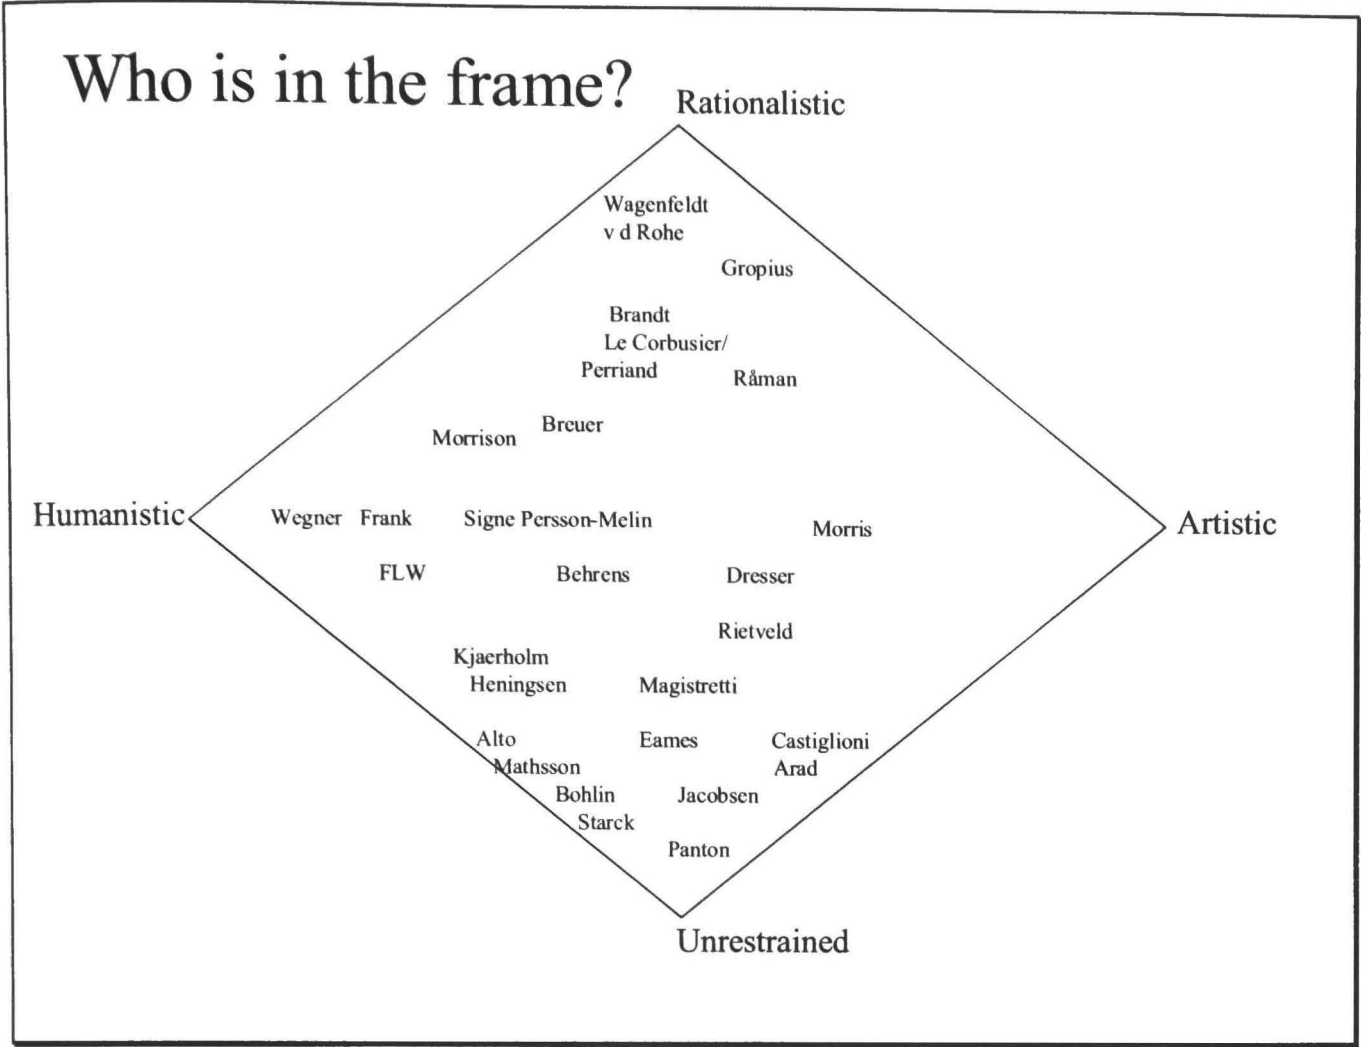 Who is in the frame?
Rationalistic
Wagenfeldt
v d Rohe
Gropius
Brandt
Le Corbusier/
Perriand
Råman
Breuer
Morrison
Humanistic
Wegner
Frank
Signe Persson-Melin
Morris
Artistic
FLW
Behrens
Dresser
Rietveld
Kjaerholm
Heningsen
Magistretti
Alto
Eames
Castiglioni
Mathsson
Arad
Bohlin
Jacobsen
Starck
Panton
Unrestrained